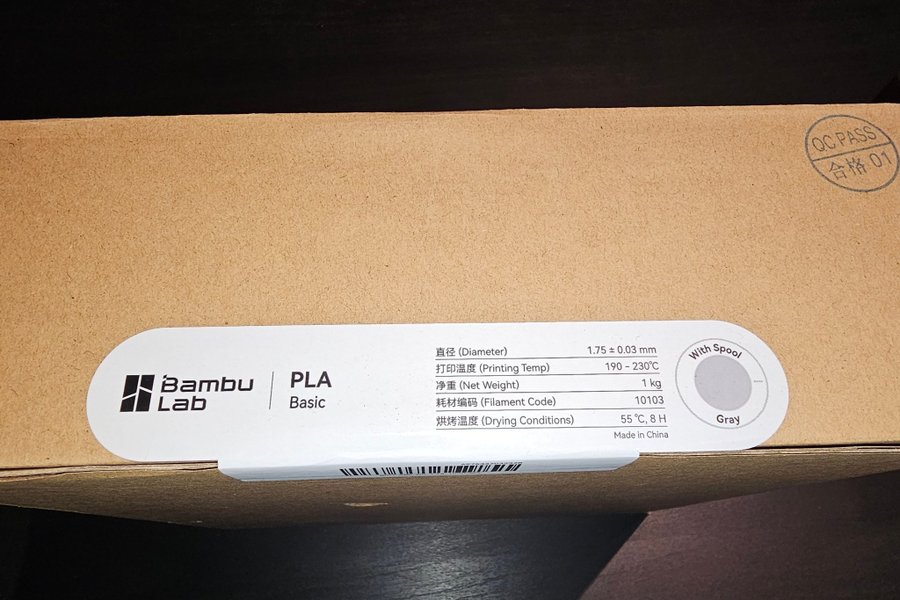 QC PASS
合格 01
Bambu
Lab
PLA
Basic
直径 (Diameter) 1.75 ± 0.03 mm
打印温度 (Printing Temp) 190 - 230℃
净重 (Net Weight) 1 kg
耗材编码 (Filament Code) 10103
烘烤温度 (Drying Conditions) 55 ℃, 8 H
Made in China
With Spool
Gray